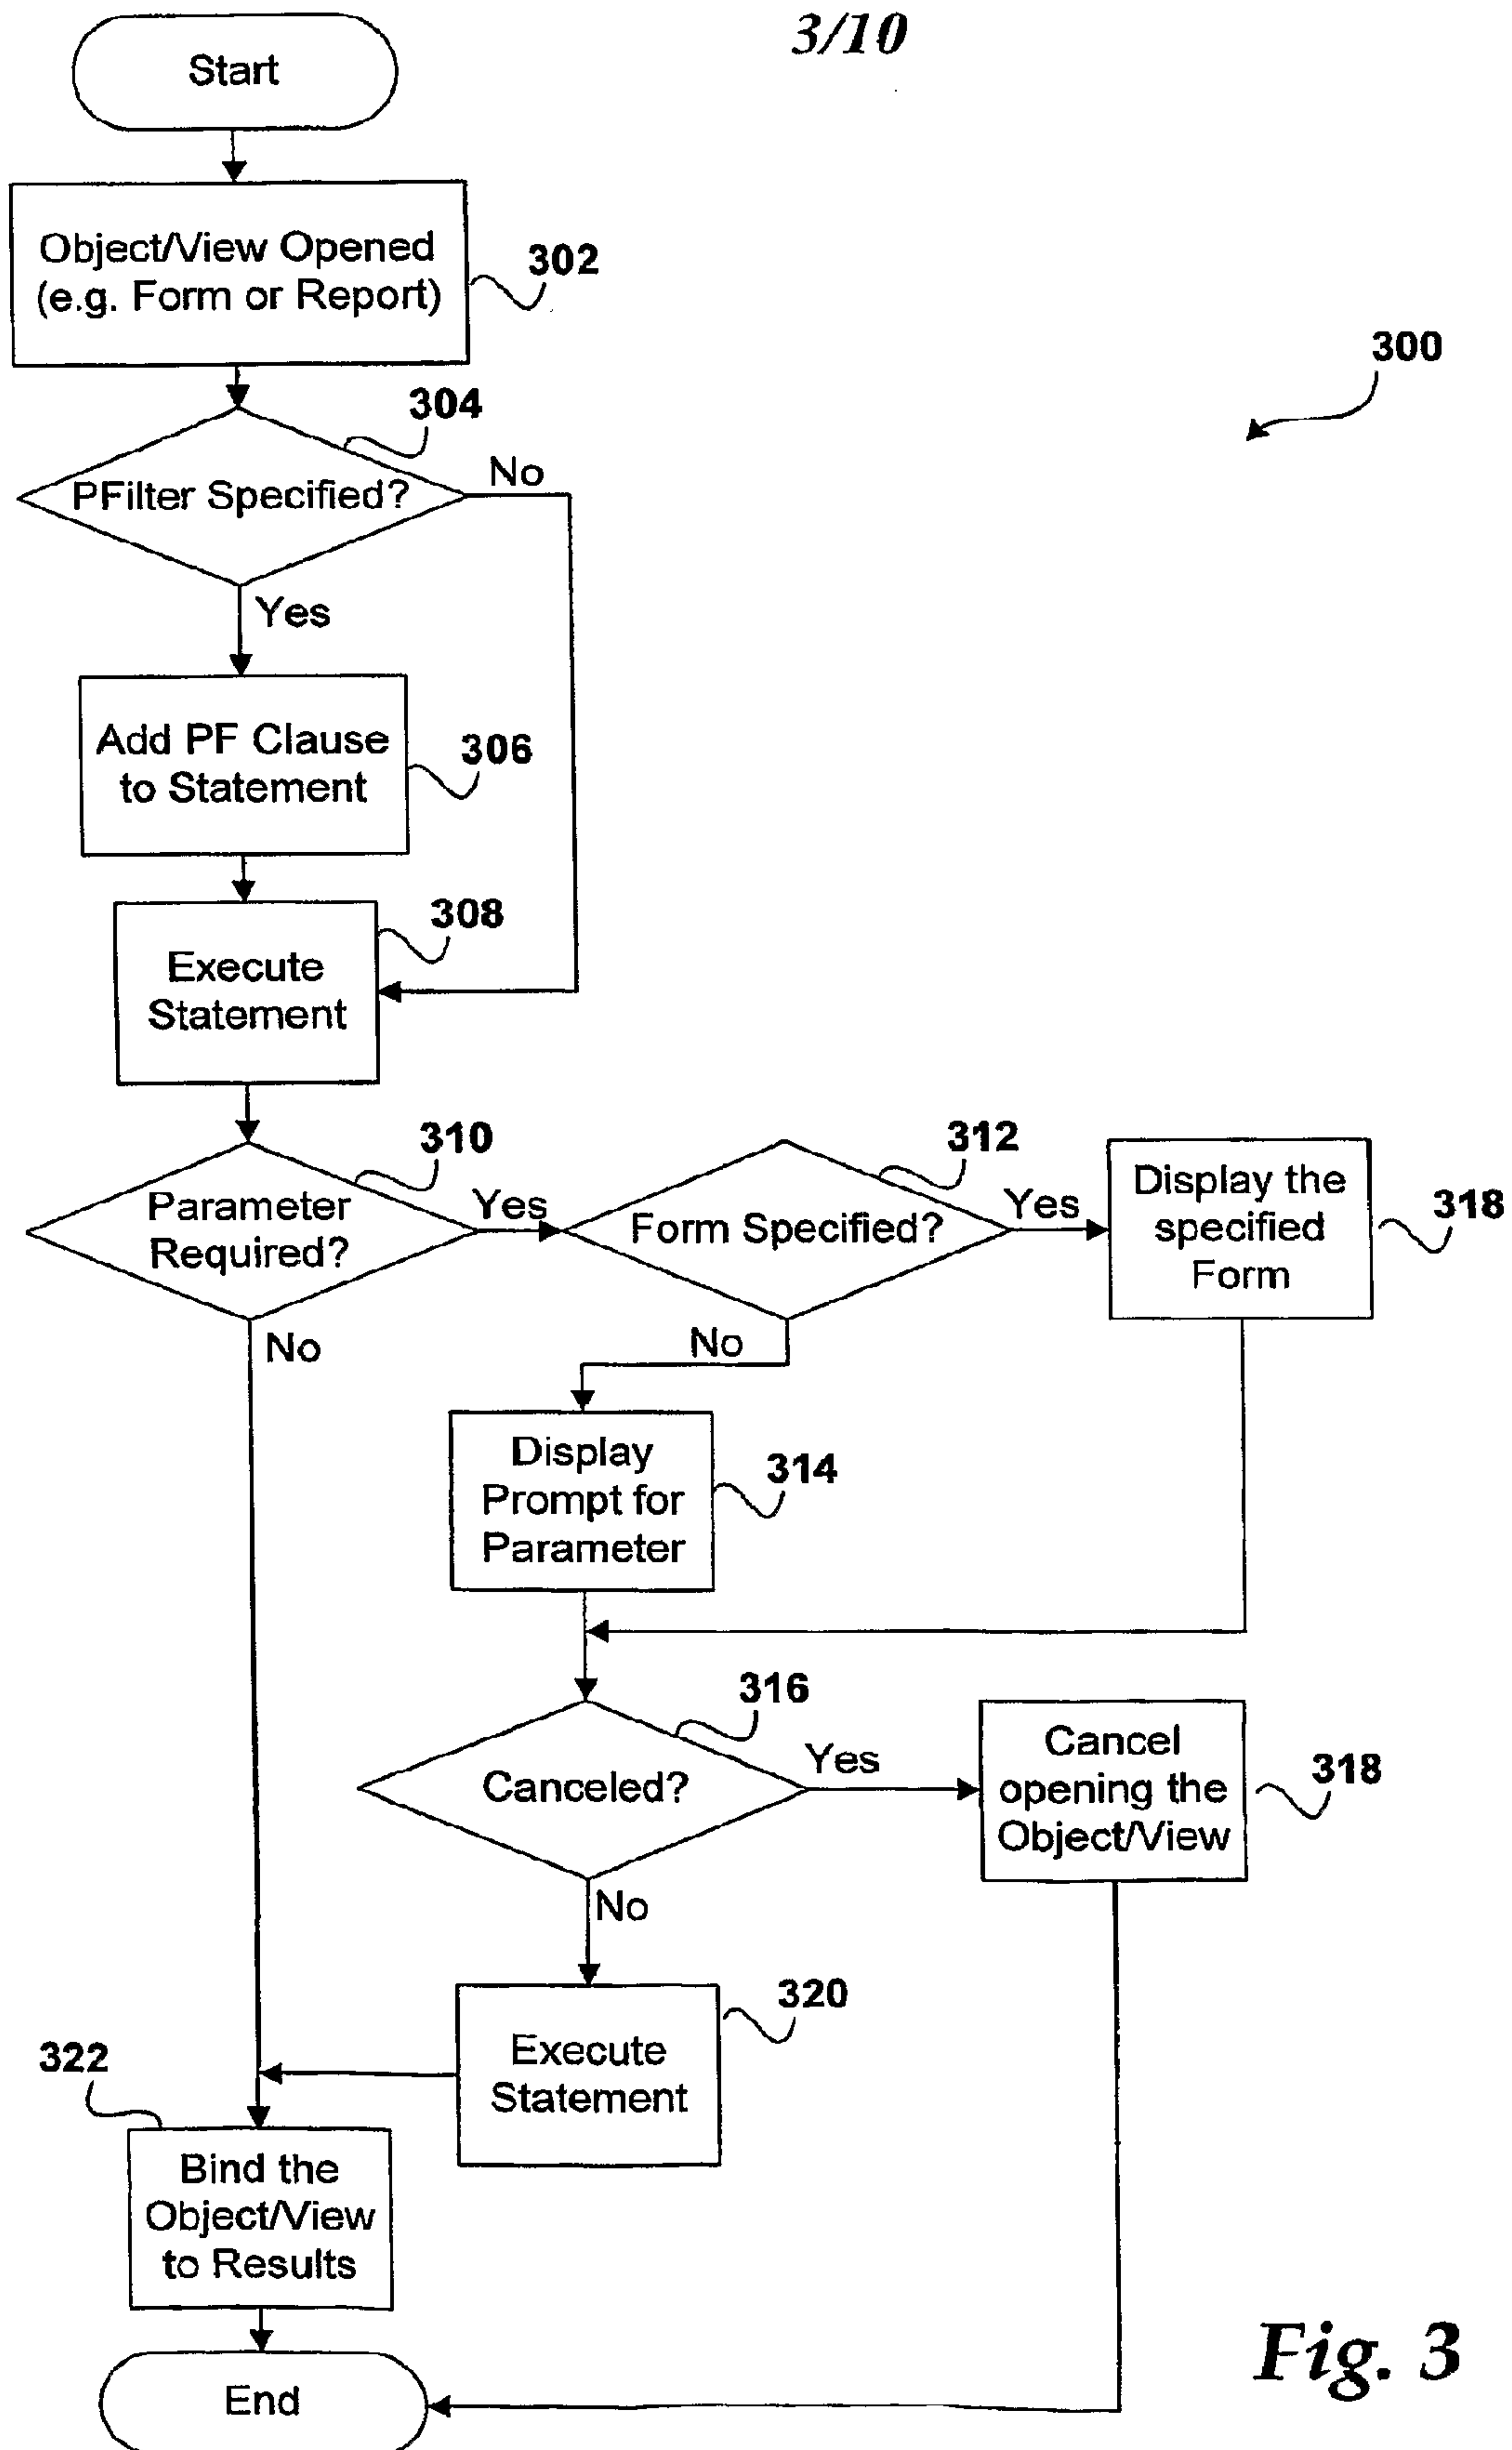 3/10
Start
Object/View Opened
(e.g. Form or Report)
302
300
304
PFilter Specified?
No
Yes
Add PF Clause
to Statement
306
308
Execute
Statement
310
Parameter
Required?
Yes
312
Form Specified?
Yes
Display the
specified
Form
318
No
No
Display
Prompt for
Parameter
314
316
Canceled?
Yes
Cancel
opening the
Object/View
318
No
320
Execute
Statement
322
Bind the
Object/View
to Results
End
Fig. 3